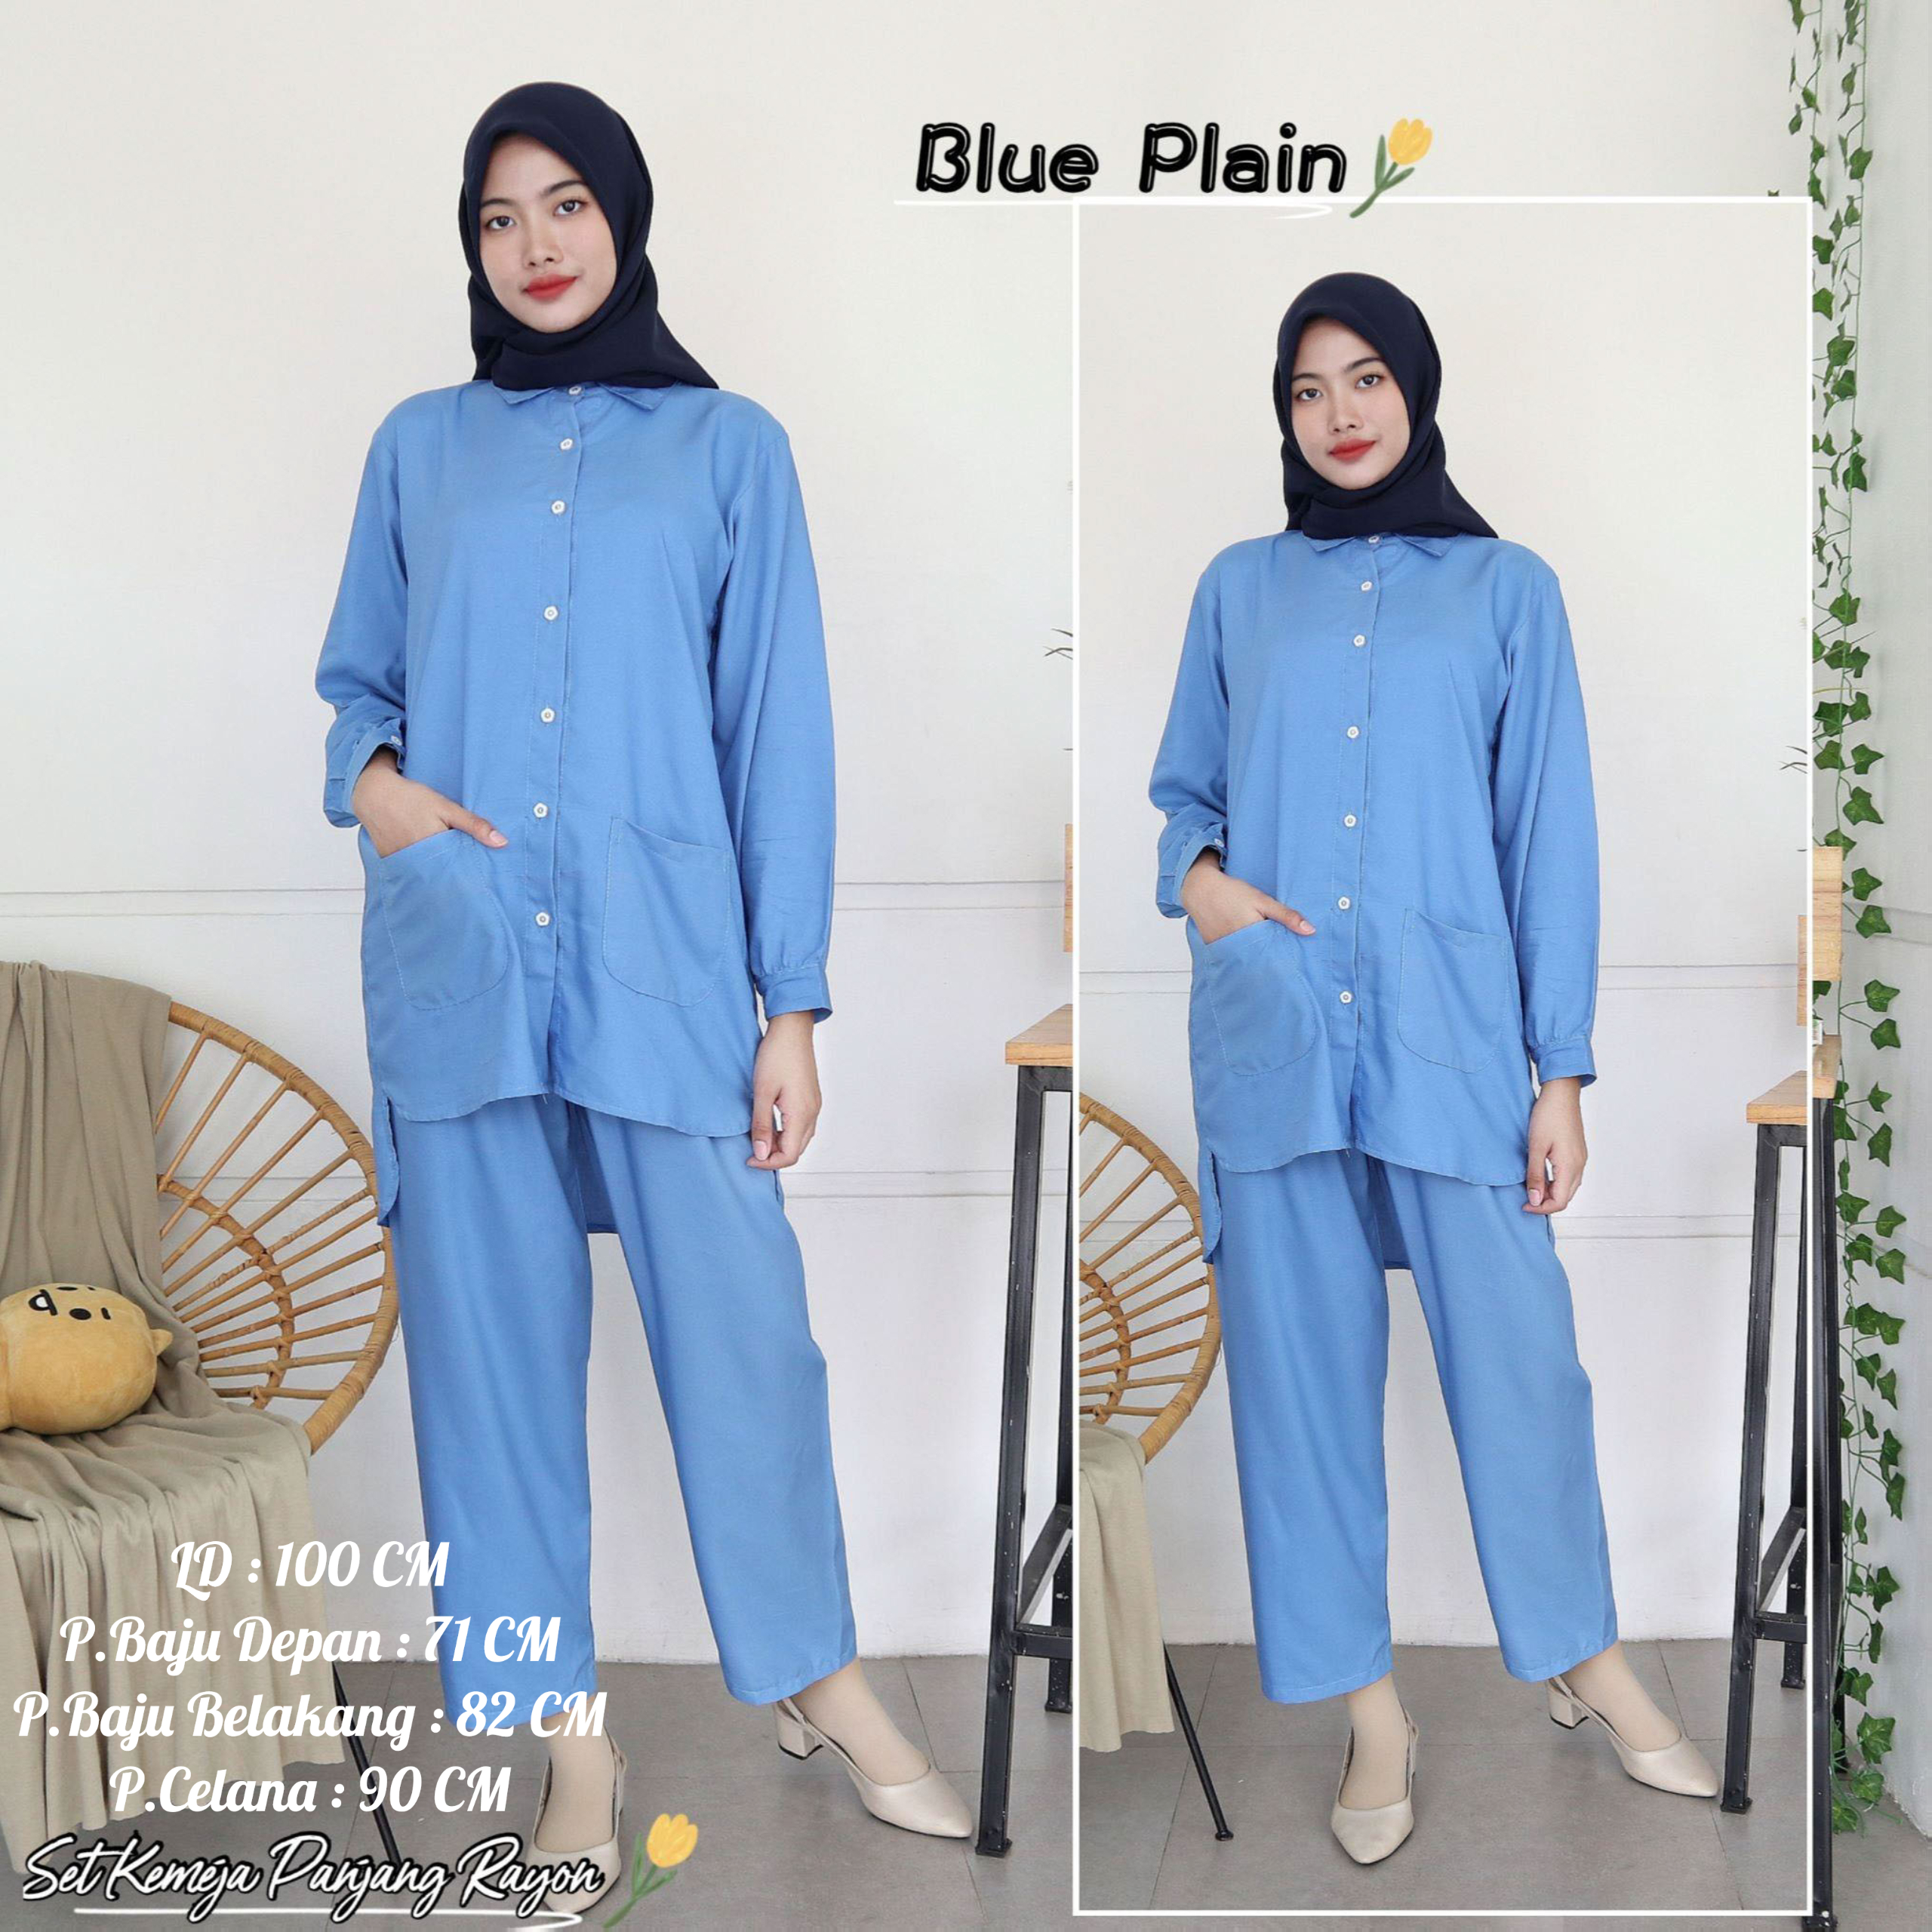 Blue Plain
LD : 100 CM
P.Baju Depan : 71 CM
P.Baju Belakang : 82 CM
P.Celana : 90 CM
Set Kemeja Panjang Rayon